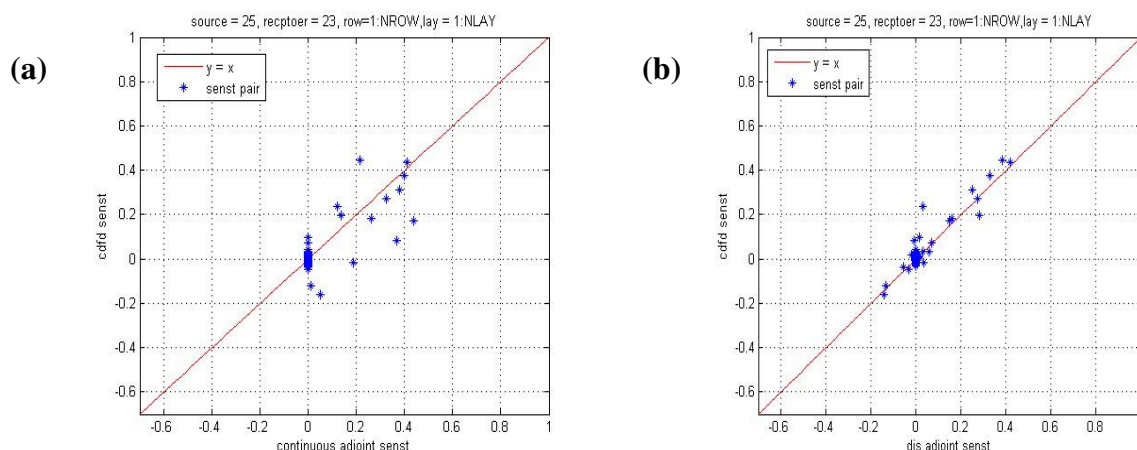 (a)
source = 25, recptoer = 23, row=1:NROW,lay = 1:NLAY
y = x
senst pair
1
0.8
0.6
0.4
0.2
0
-0.2
-0.4
-0.6
cdfd senst
-0.6 -0.4 -0.2 0 0.2 0.4 0.6 0.8 1
continuous adjoint senst
(b)
source = 25, recptoer = 23, row=1:NROW,lay = 1:NLAY
y = x
senst pair
1
0.8
0.6
0.4
0.2
0
-0.2
-0.4
-0.6
cdfd senst
-0.6 -0.4 -0.2 0 0.2 0.4 0.6 0.8
dis adjoint senst